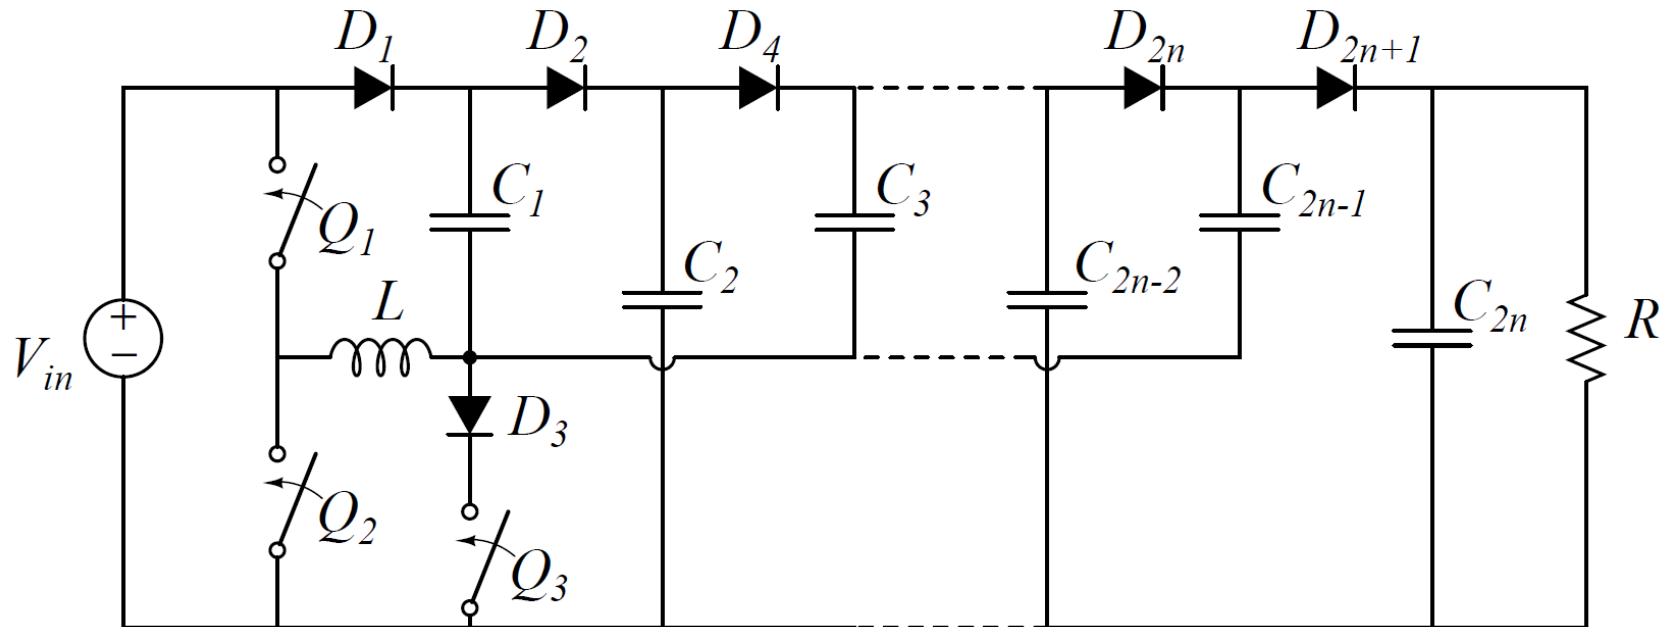 D1 D2 D4 D2n D2n+1
Q1 C1 C3 C2n-1
C2 C2n-2
Vin + − L C2n R
D3
Q2
Q3